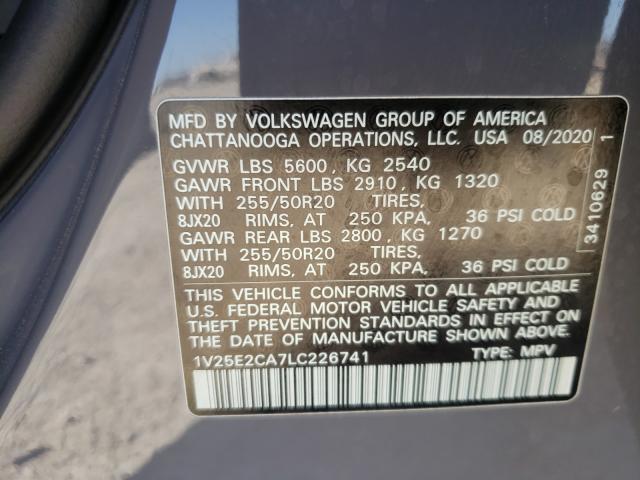 MFD BY VOLKSWAGEN GROUP OF AMERICA
CHATTANOOGA OPERATIONS, LLC. USA 08/2020
GVWR LBS 5600, KG 2540
GAWR FRONT LBS 2910, KG 1320
WITH 255/50R20 TIRES,
8JX20 RIMS, AT 250 KPA, 36 PSI COLD
GAWR REAR LBS 2800, KG 1270
WITH 255/50R20 TIRES,
8JX20 RIMS, AT 250 KPA, 36 PSI COLD
THIS VEHICLE CONFORMS TO ALL APPLICABLE
U.S. FEDERAL MOTOR VEHICLE SAFETY AND
THEFT PREVENTION STANDARDS IN EFFECT ON
THE DATE OF MANUFACTURE SHOWN ABOVE.
1V25E2CA7LC226741 TYPE: MPV
3410629 1